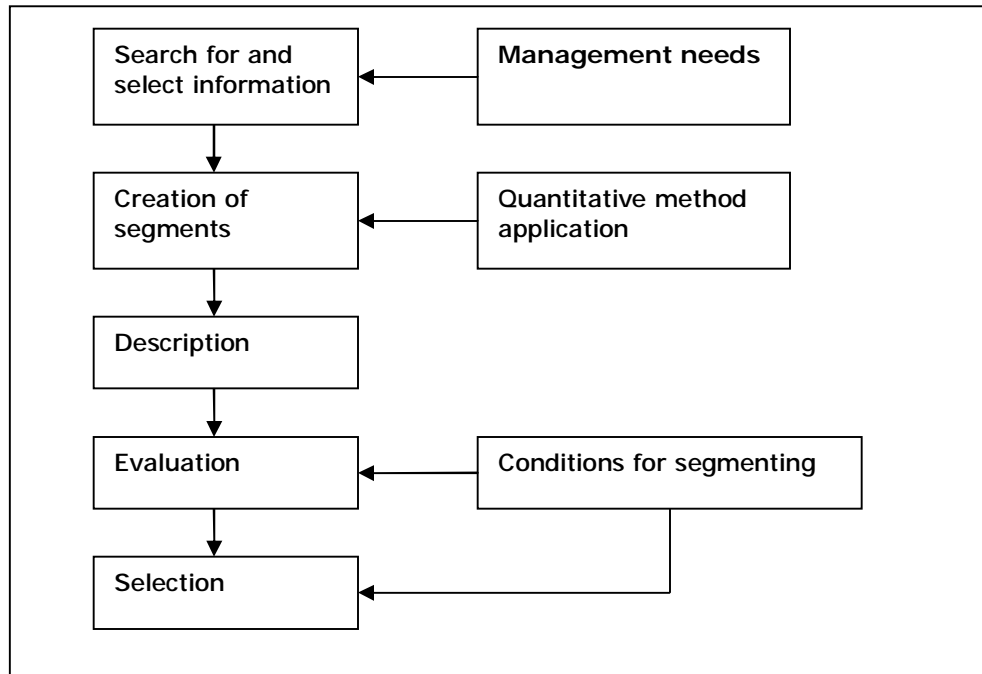 Search for and
select information
Management needs
Creation of
segments
Quantitative method
application
Description
Evaluation
Conditions for segmenting
Selection